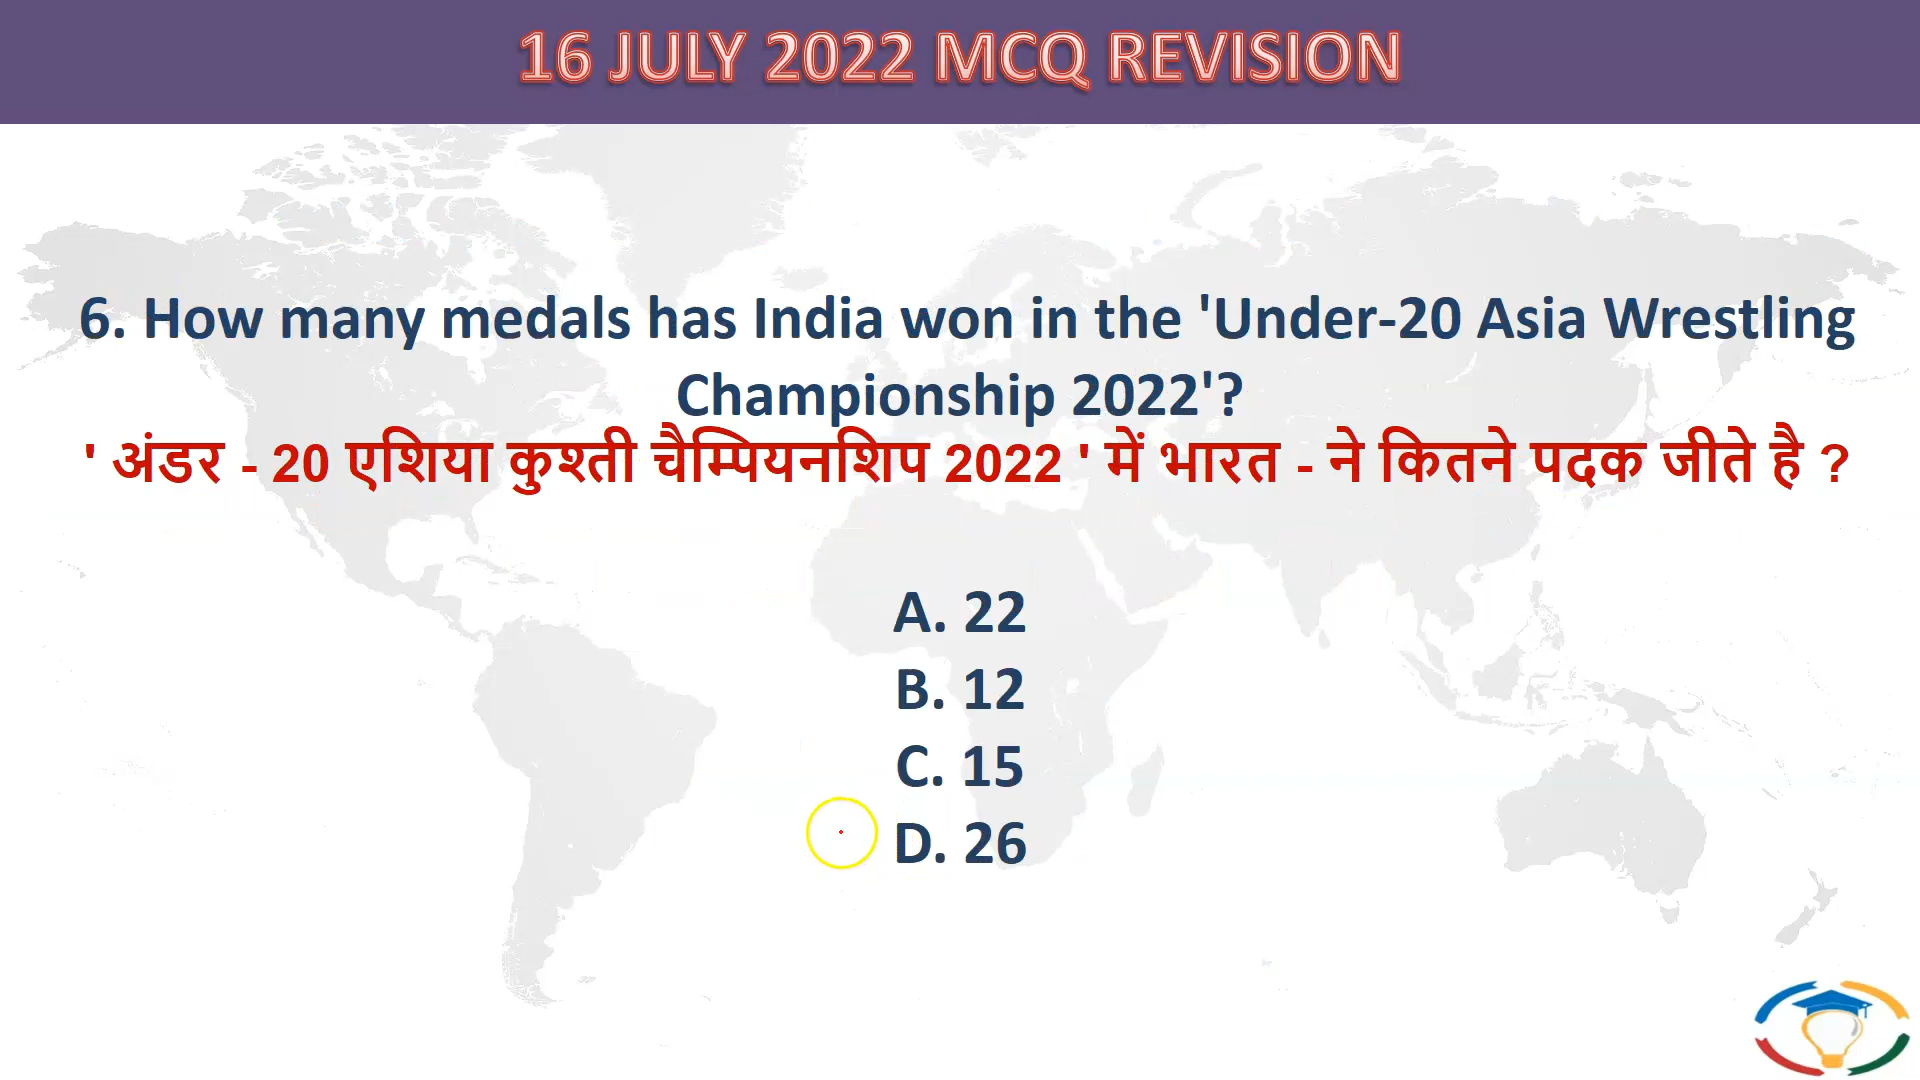 16 JULY 2022 MCQ REVISION
6. How many medals has India won in the 'Under-20 Asia Wrestling
Championship 2022'?
' अंडर - 20 एशिया कुश्ती चैम्पियनशिप 2022 ' में भारत - ने कितने पदक जीते है ?
A. 22
B. 12
C. 15
D. 26